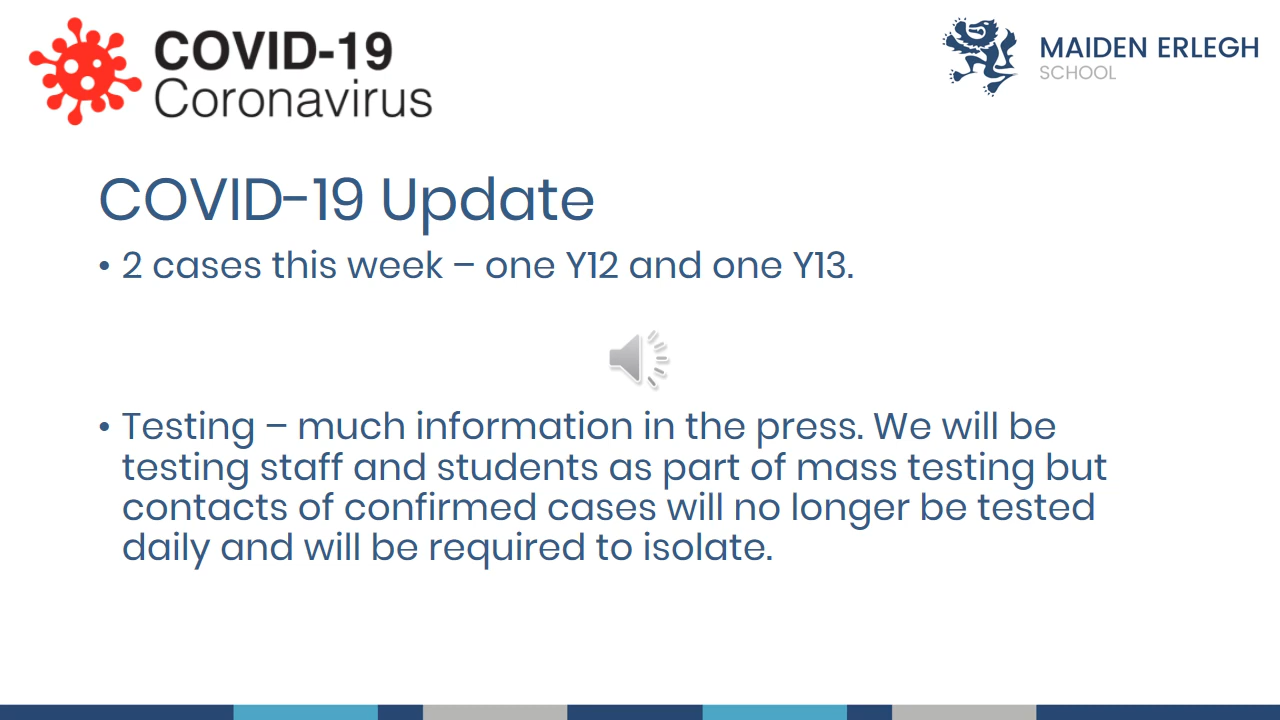 COVID-19
Coronavirus
MAIDEN ERLEGH
SCHOOL
COVID-19 Update
• 2 cases this week – one Y12 and one Y13.
• Testing – much information in the press. We will be
testing staff and students as part of mass testing but
contacts of confirmed cases will no longer be tested
daily and will be required to isolate.